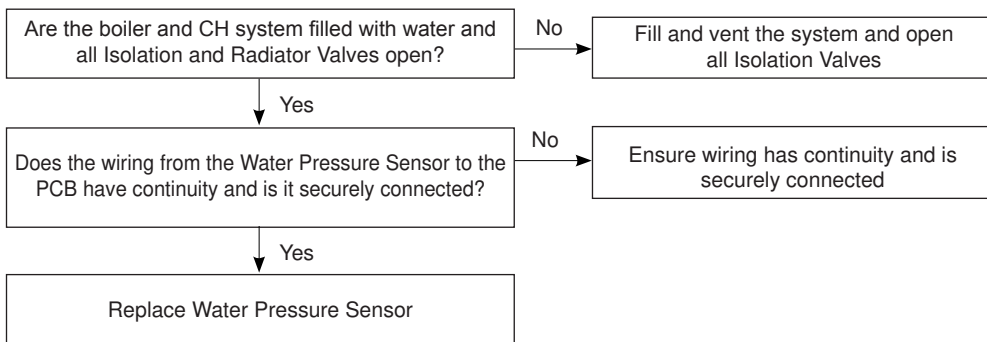 Are the boiler and CH system filled with water and
all Isolation and Radiator Valves open?
No
Fill and vent the system and open
all Isolation Valves
Yes
Does the wiring from the Water Pressure Sensor to the
PCB have continuity and is it securely connected?
No
Ensure wiring has continuity and is
securely connected
Yes
Replace Water Pressure Sensor